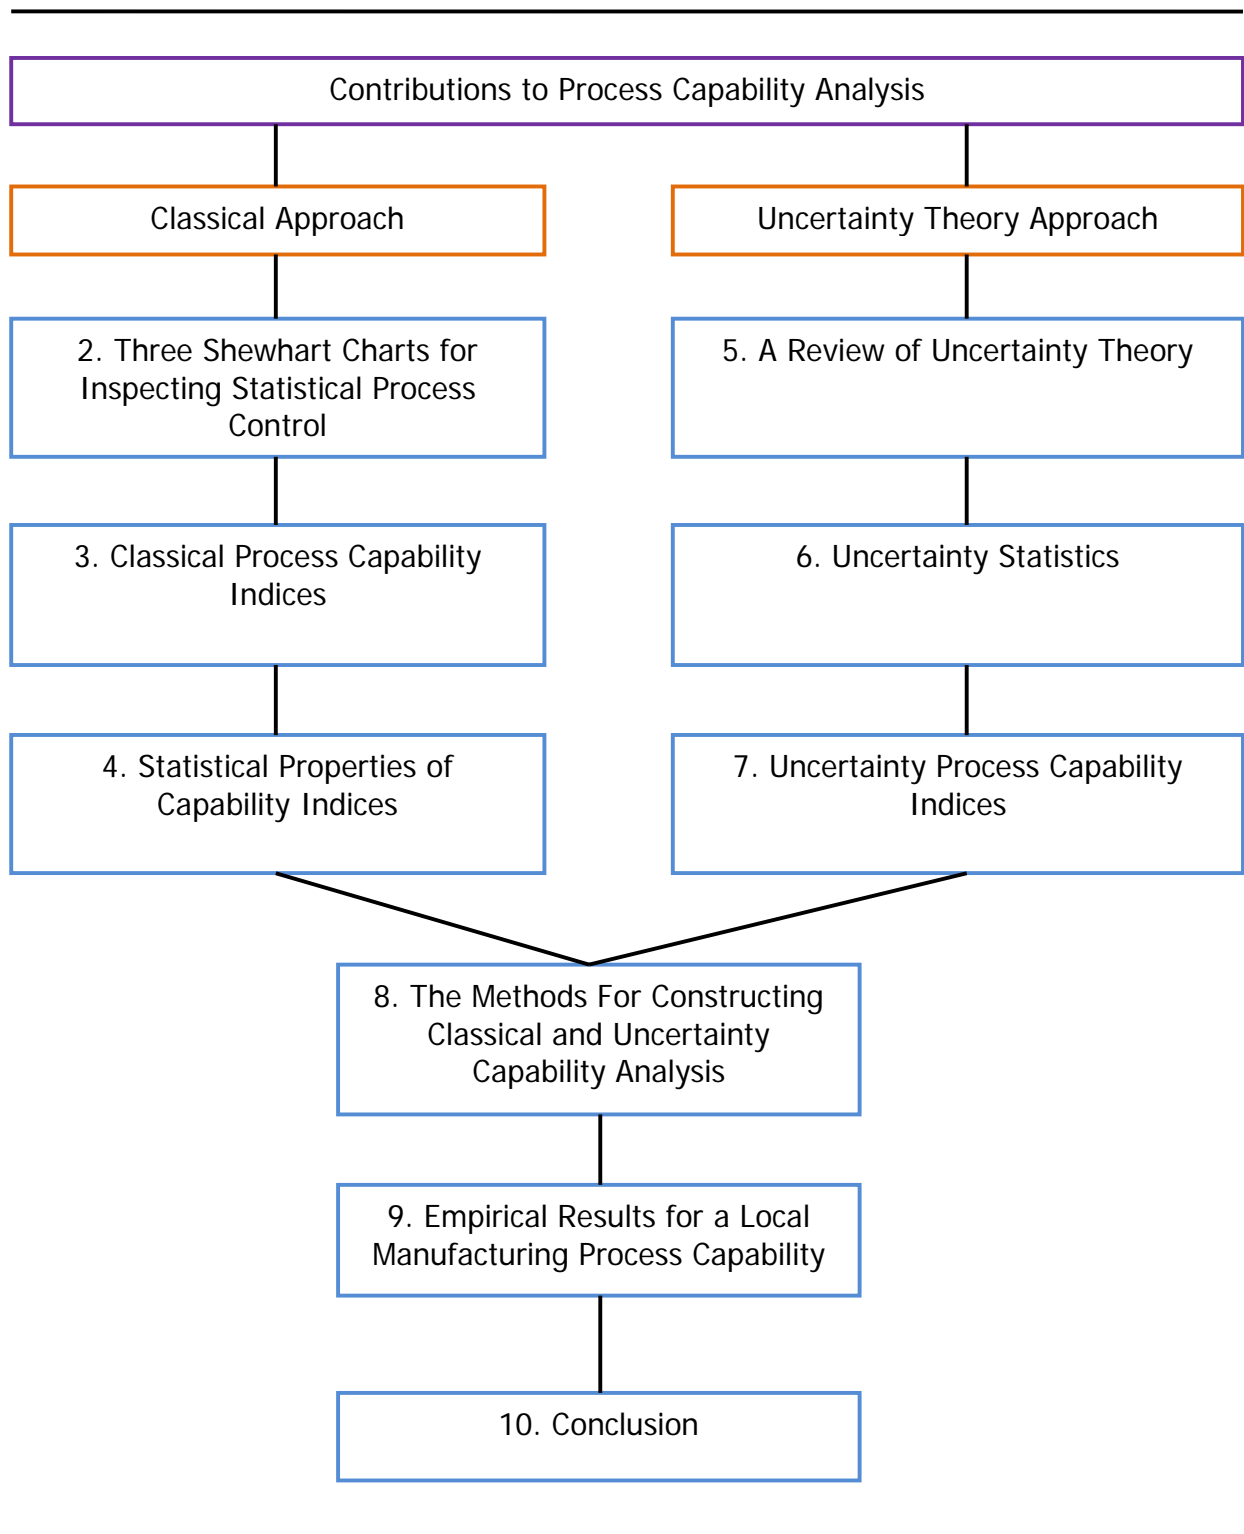 Contributions to Process Capability Analysis
Classical Approach
Uncertainty Theory Approach
2. Three Shewhart Charts for
Inspecting Statistical Process
Control
5. A Review of Uncertainty Theory
3. Classical Process Capability
Indices
6. Uncertainty Statistics
4. Statistical Properties of
Capability Indices
7. Uncertainty Process Capability
Indices
8. The Methods For Constructing
Classical and Uncertainty
Capability Analysis
9. Empirical Results for a Local
Manufacturing Process Capability
10. Conclusion